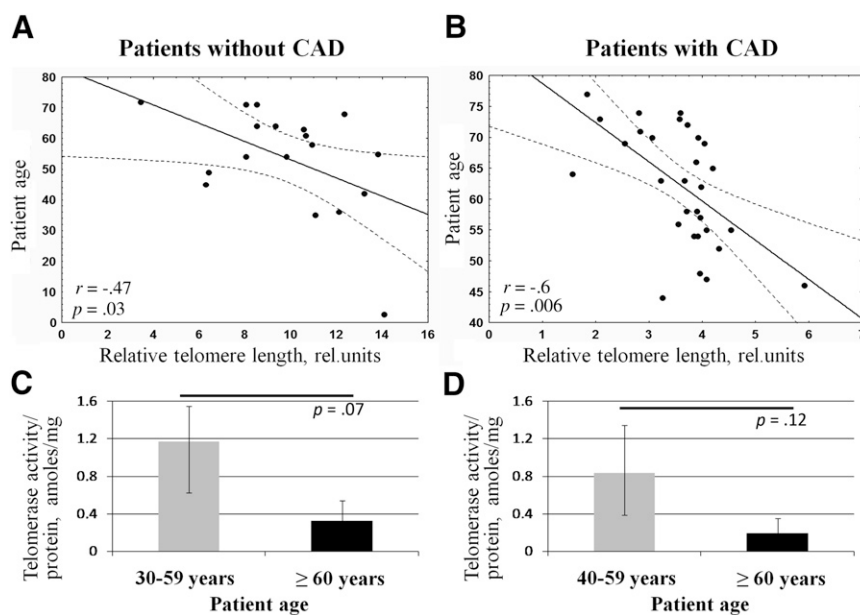 A
Patients without CAD
80
70
60
50
40
30
20
10
0
Patient age
r = -.47
p = .03
0 2 4 6 8 10 12 14 16
Relative telomere length, rel.units
B
Patients with CAD
80
75
70
65
60
55
50
45
40
Patient age
r = -.6
p = .006
0 1 2 3 4 5 6 7
Relative telomere length, rel.units
C
Telomerase activity/
protein, amoles/mg
1.6
1.2
0.8
0.4
0
p = .07
30-59 years ≥ 60 years
Patient age
D
Telomerase activity/
protein, amoles/mg
1.6
1.2
0.8
0.4
0
p = .12
40-59 years ≥ 60 years
Patient age